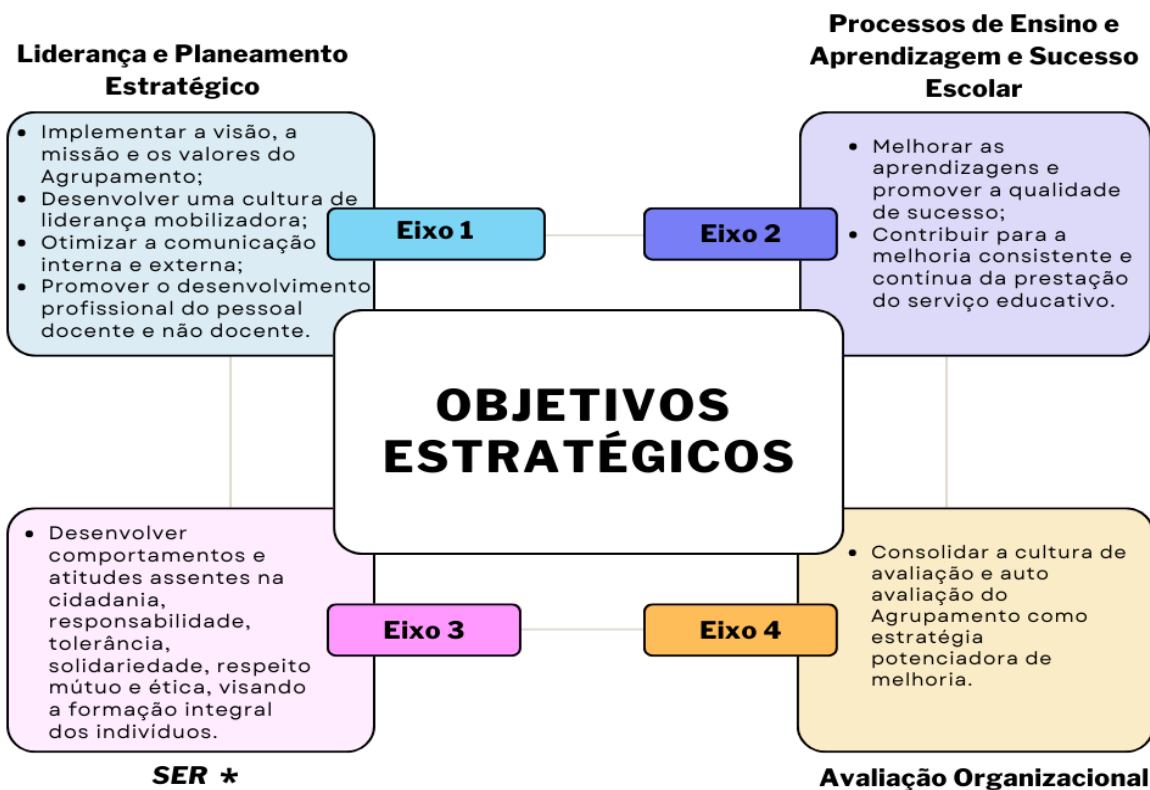 Liderança e Planeamento
Estratégico
• Implementar a visão, a
missão e os valores do
Agrupamento;
• Desenvolver uma cultura de
liderança mobilizadora;
• Otimizar a comunicação
interna e externa;
• Promover o desenvolvimento
profissional do pessoal
docente e não docente.
Eixo 1
Processos de Ensino e
Aprendizagem e Sucesso
Escolar
• Melhorar as
aprendizagens e
promover a qualidade
de sucesso;
• Contribuir para a
melhoria consistente e
contínua da prestação
do serviço educativo.
Eixo 2
OBJETIVOS
ESTRATÉGICOS
• Desenvolver
comportamentos e
atitudes assentes na
cidadania,
responsabilidade,
tolerância,
solidariedade, respeito
mútuo e ética, visando
a formação integral
dos indivíduos.
Eixo 3
SER *
Eixo 4
• Consolidar a cultura de
avaliação e auto
avaliação do
Agrupamento como
estratégia
potenciadora de
melhoria.
Avaliação Organizacional